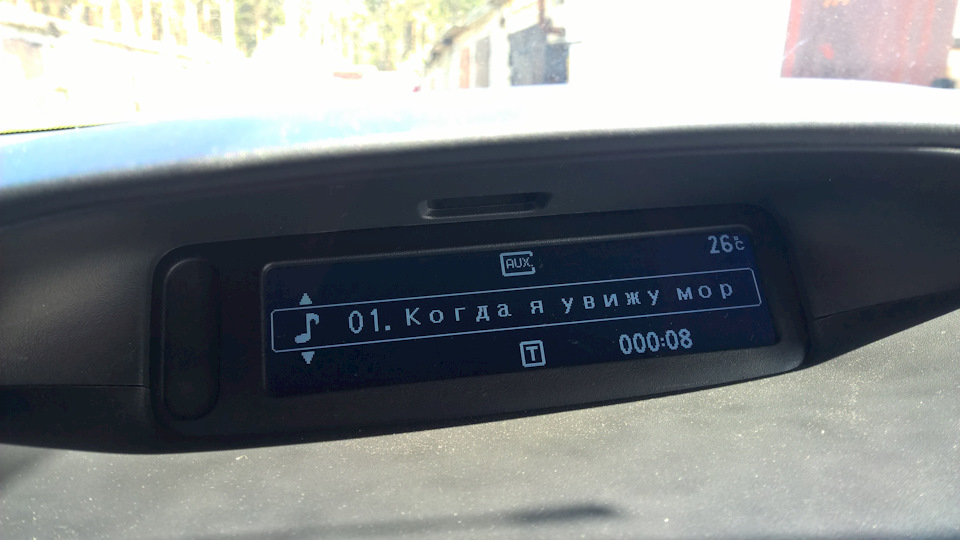 AUX
26°C
01. Когда я увижу мор
T
000:08